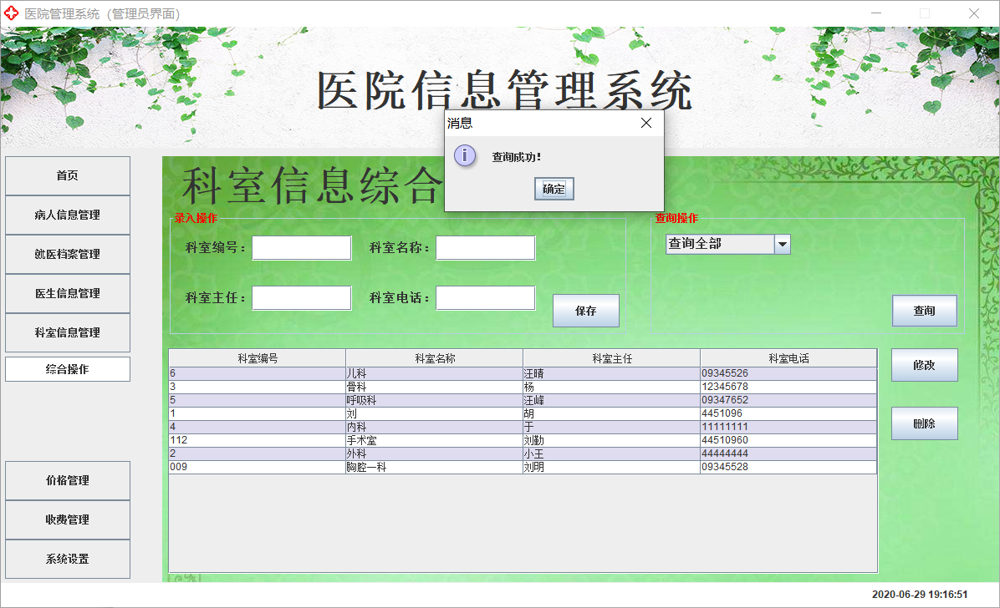 医院管理系统（管理员界面）
医院信息管理系统
消息
查询成功!
确定
首页
病人信息管理
就医档案管理
医生信息管理
科室信息管理
综合操作
价格管理
收费管理
系统设置
科室信息综合
录入操作
科室编号： 科室名称：
科室主任： 科室电话：
保存
查询操作
查询全部
查询
修改
删除
科室编号 科室名称 科室主任 科室电话
6 儿科 汪晴 09345526
3 骨科 杨 12345678
5 呼吸科 汪峰 09347652
1 刘 胡 4451096
4 内科 于 11111111
112 手术室 刘勤 44510960
2 外科 小王 44444444
009 胸腔一科 刘明 09345528
2020-06-29 19:16:51